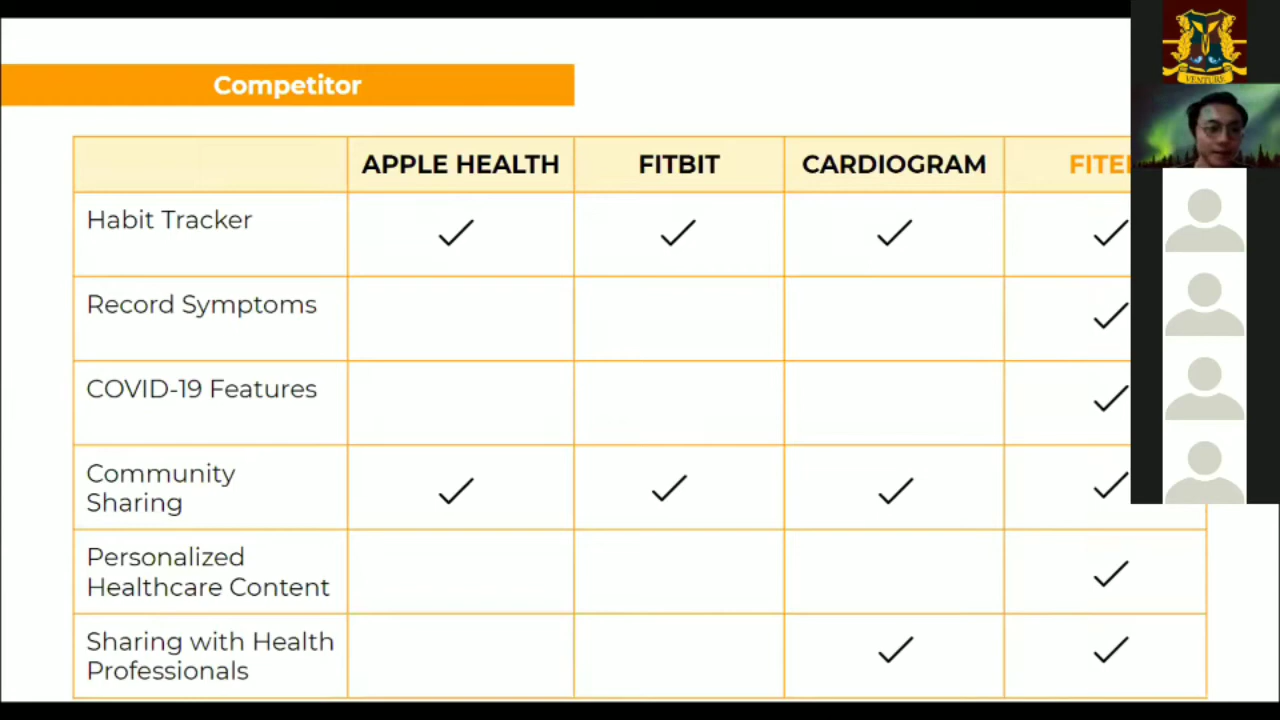 Competitor
VENTURE
APPLE HEALTH
FITBIT
CARDIOGRAM
Habit Tracker
Record Symptoms
COVID-19 Features
Community
Sharing
Personalized
Healthcare Content
Sharing with Health
Professionals